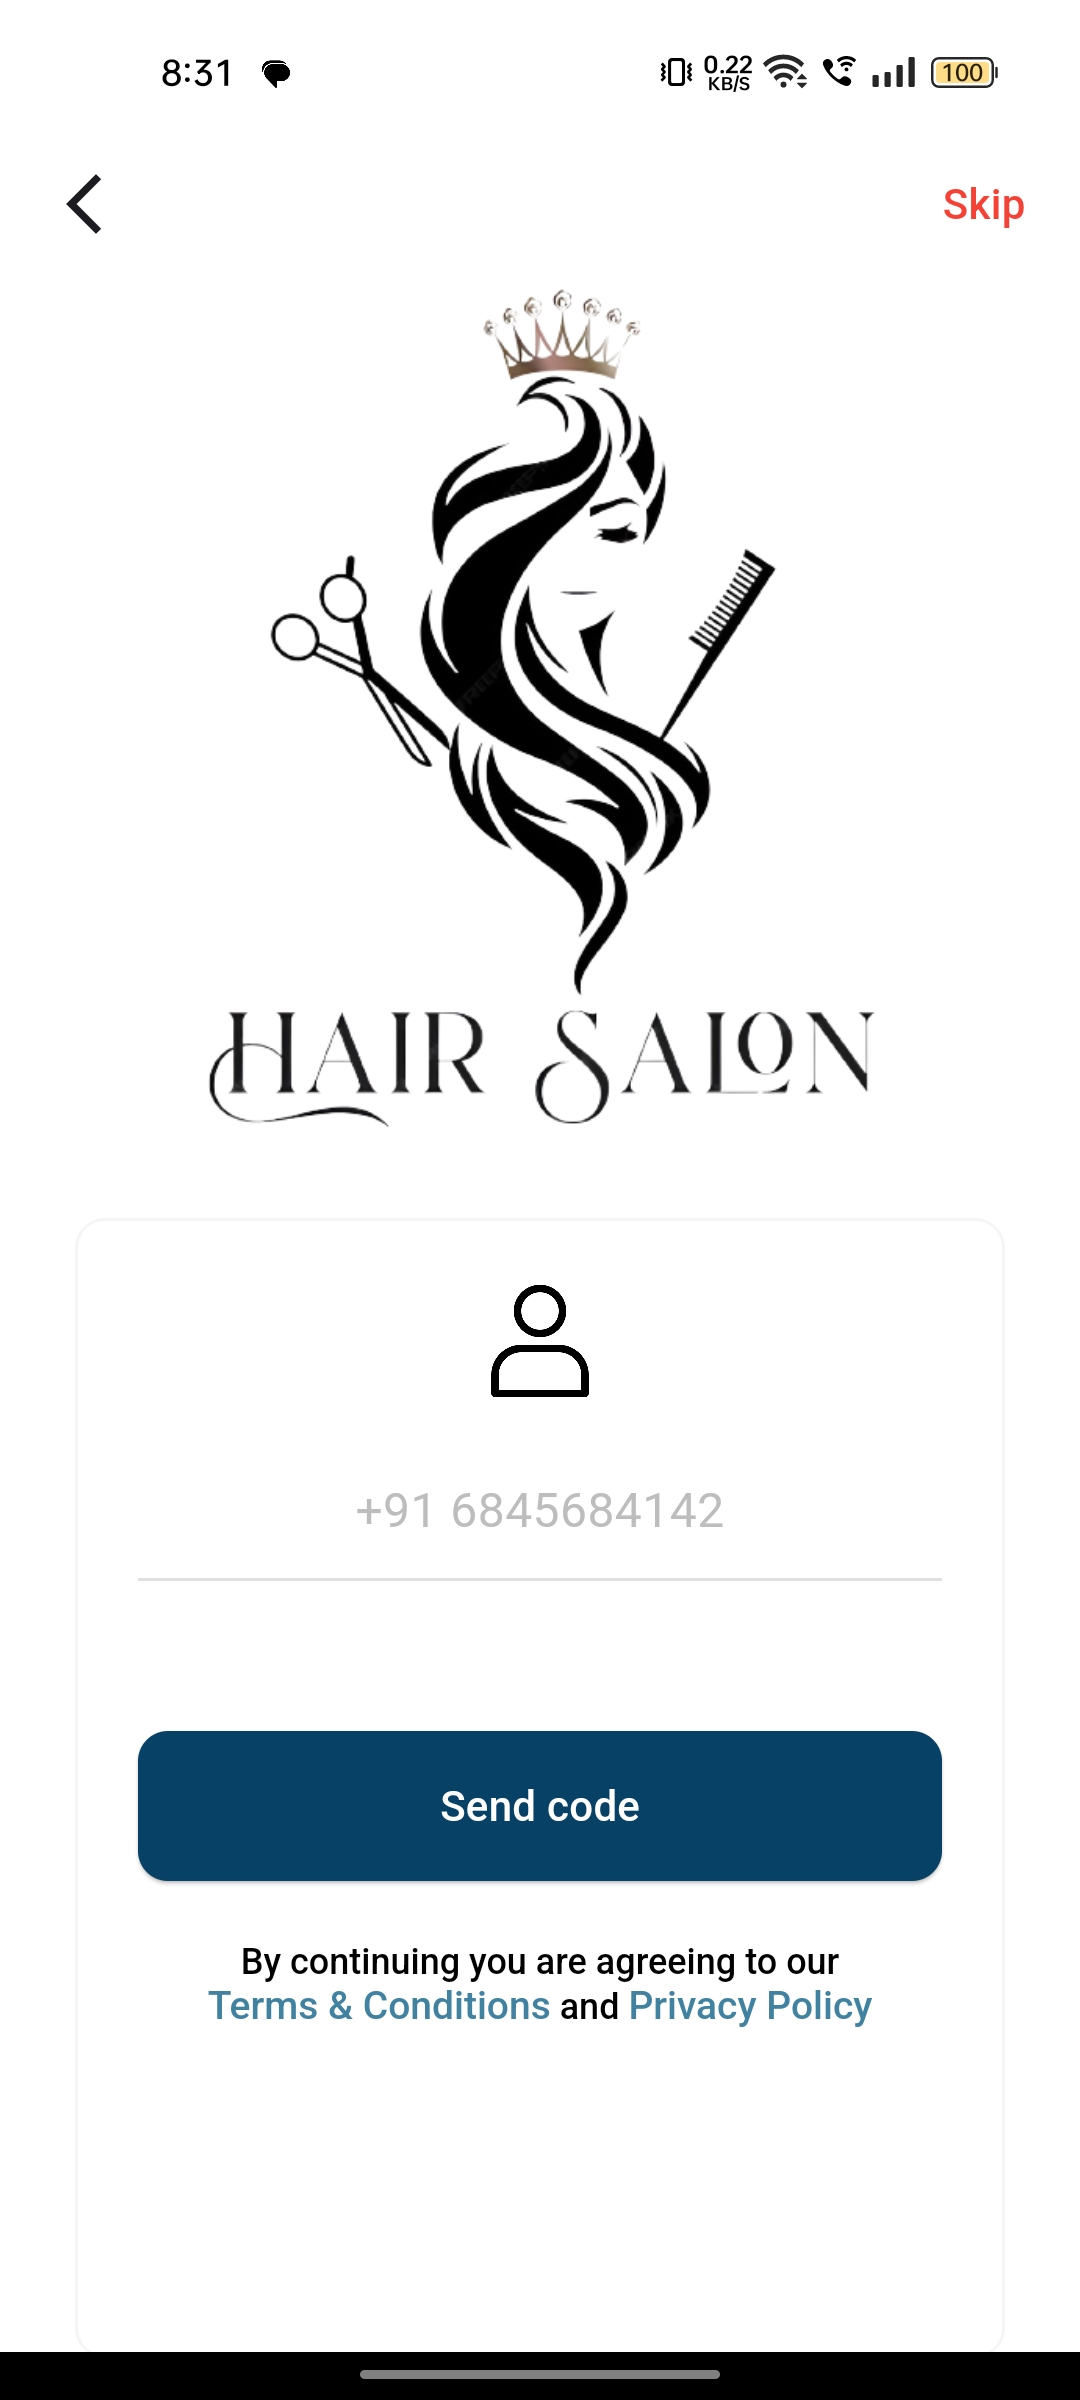 8:31
0.22
KB/S
100
Skip
HAIR SALON
+91 6845684142
Send code
By continuing you are agreeing to our
Terms & Conditions and Privacy Policy